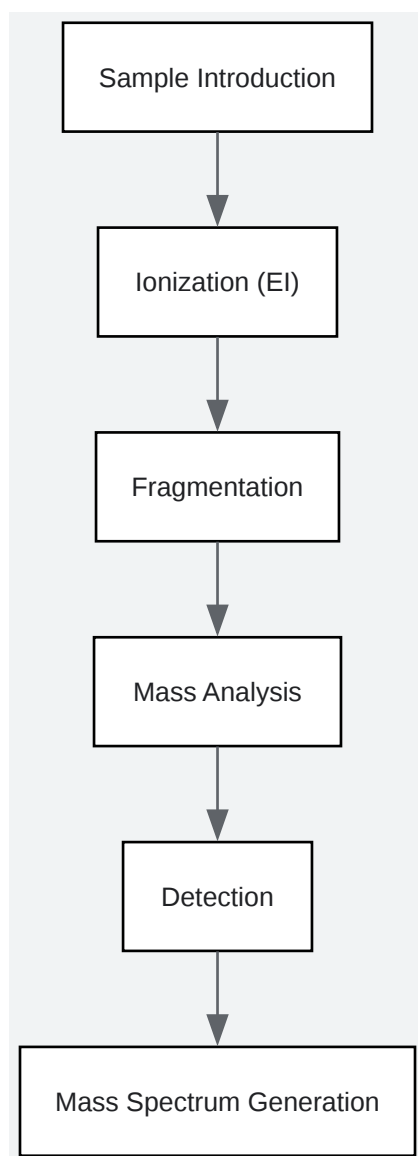 Sample Introduction
Ionization (EI)
Fragmentation
Mass Analysis
Detection
Mass Spectrum Generation